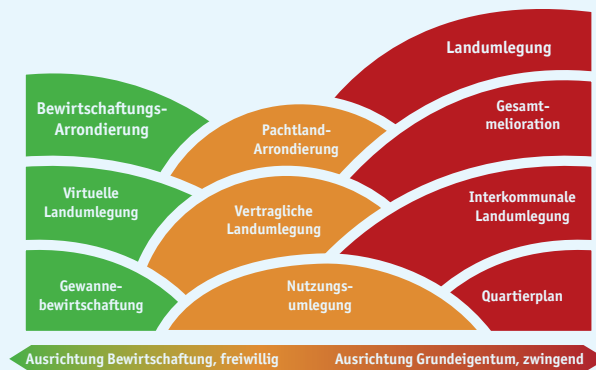 Landumlegung
Bewirtschaftungs-
Arrondierung
Pachtland-
Arrondierung
Gesamt-
melioration
Virtuelle
Landumlegung
Vertragliche
Landumlegung
Interkommunale
Landumlegung
Gewanne-
bewirtschaftung
Nutzungs-
umlegung
Quartierplan
Ausrichtung Bewirtschaftung, freiwillig
Ausrichtung Grundeigentum, zwingend